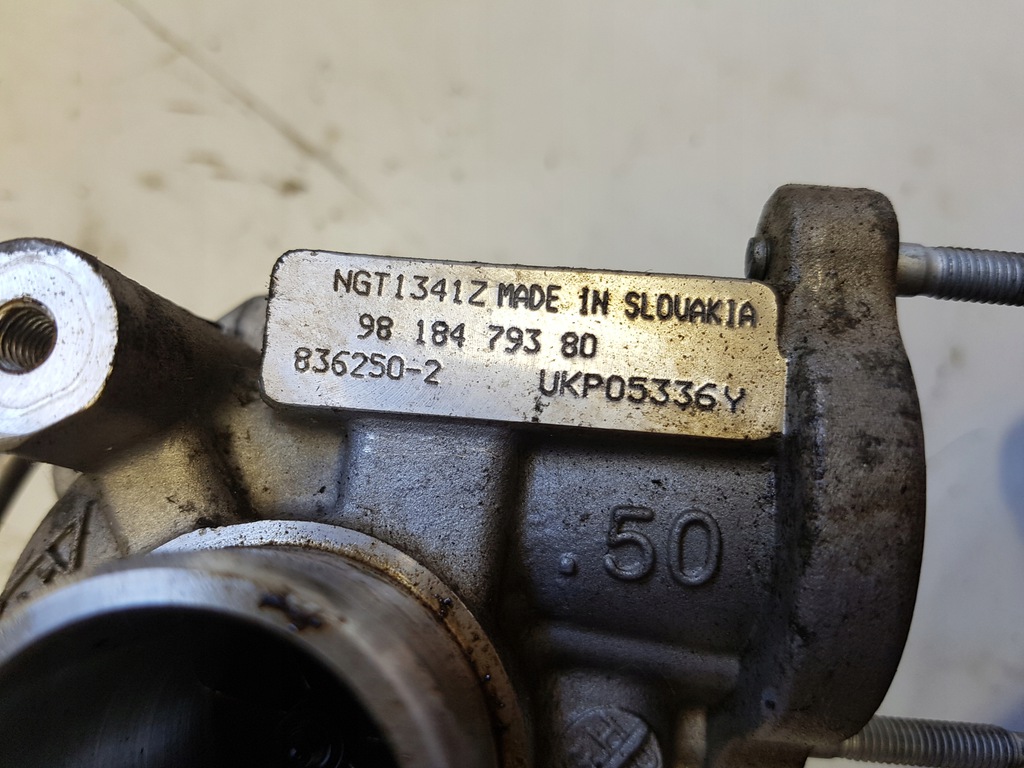 NGT1341Z MADE IN SLOVAKIA
98 184 793 80
836250-2 UKP05336Y
.50
H